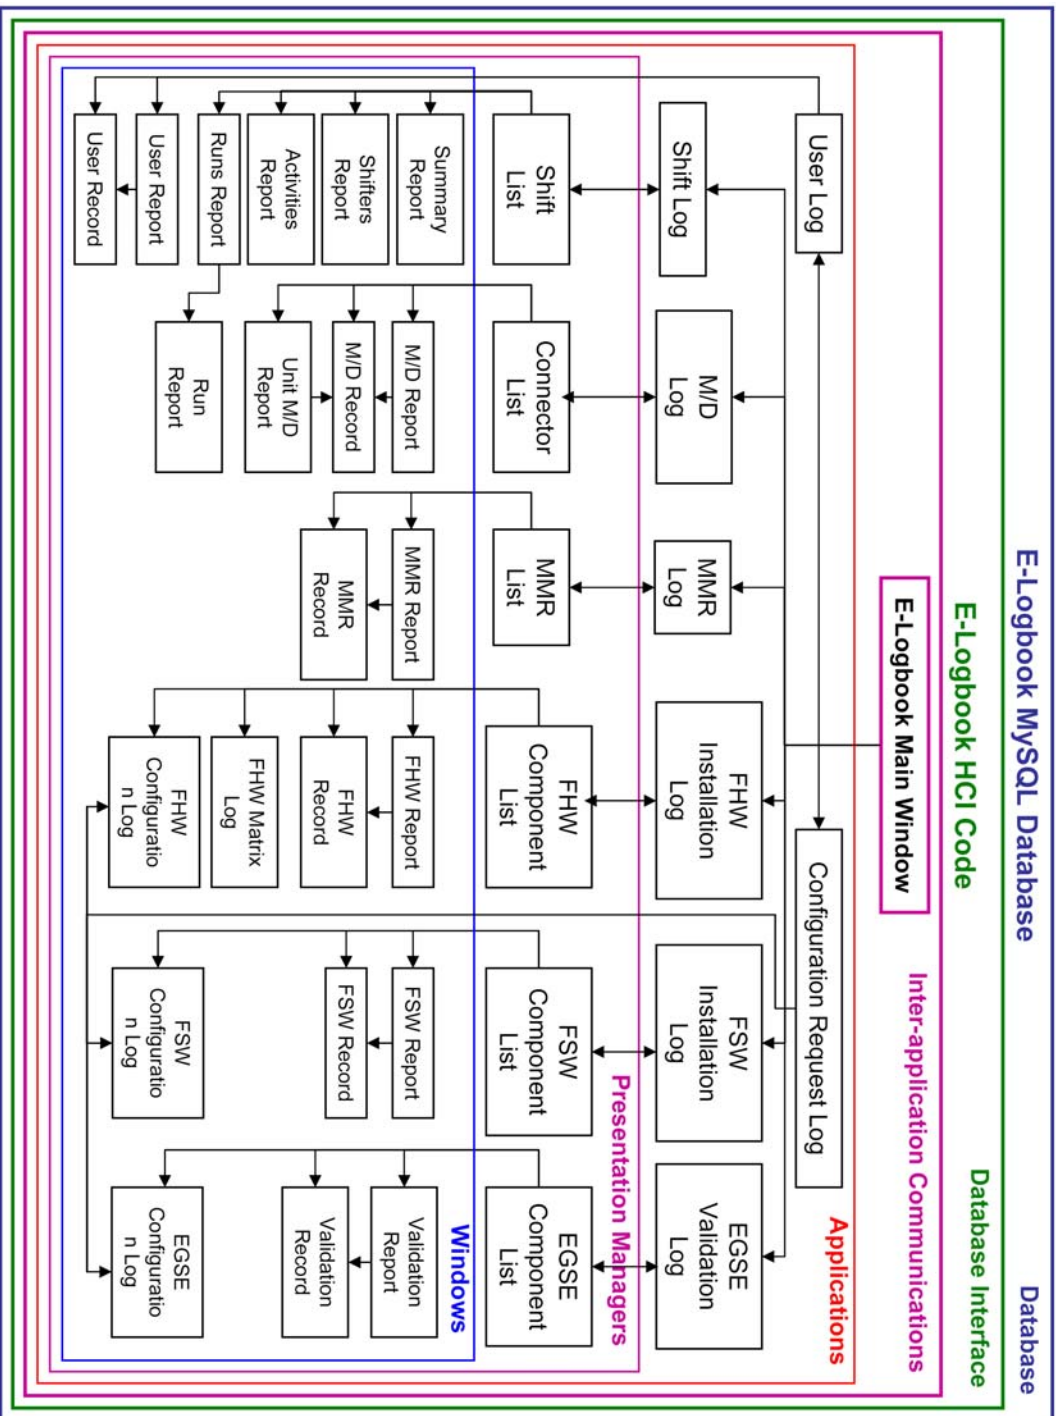 E-Logbook MySQL Database
Database
E-Logbook HCI Code
Database Interface
E-Logbook Main Window
Inter-application Communications
Applications
User Log
Configuration Request Log
Shift Log
M/D
Log
MMR
Log
FHW
Installation
Log
FSW
Installation
Log
EGSE
Validation
Log
Presentation Managers
Shift
List
Connector
List
MMR
List
FHW
Component
List
FSW
Component
List
EGSE
Component
List
Windows
Summary
Report
Shifters
Report
Activities
Report
Runs Report
User Report
User Record
M/D Report
M/D Record
Unit M/D
Report
Run
Report
MMR Report
MMR
Record
FHW Report
FHW
Record
FHW Matrix
Log
FHW
Configuratio
n Log
FSW Report
FSW Record
FSW
Configuratio
n Log
Validation
Report
Validation
Record
EGSE
Configuratio
n Log